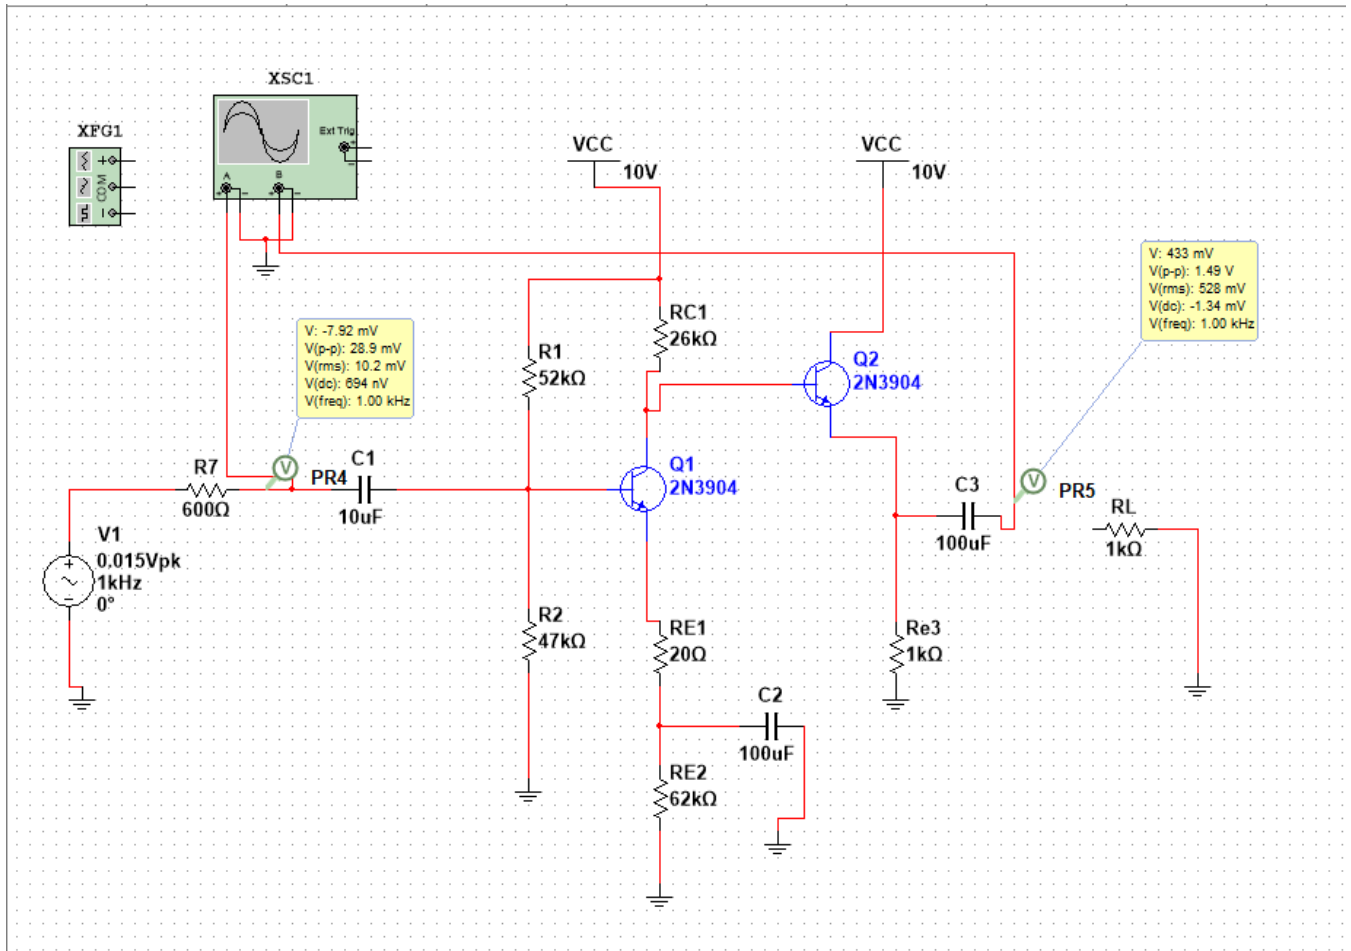 XSC1
XFG1
Ext Trig
+
-
A
B
+ - + -
+
COM
-
VCC
10V
VCC
10V
V: 433 mV
V(p-p): 1.49 V
V(rms): 528 mV
V(dc): -1.34 mV
V(freq): 1.00 kHz
V: -7.92 mV
V(p-p): 28.9 mV
V(rms): 10.2 mV
V(dc): 694 nV
V(freq): 1.00 kHz
RC1
26kΩ
R1
52kΩ
Q2
2N3904
R7
600Ω
V
PR4
C1
10uF
Q1
2N3904
C3
100uF
V
PR5
RL
1kΩ
V1
0.015Vpk
1kHz
0°
R2
47kΩ
RE1
20Ω
Re3
1kΩ
C2
100uF
RE2
62kΩ